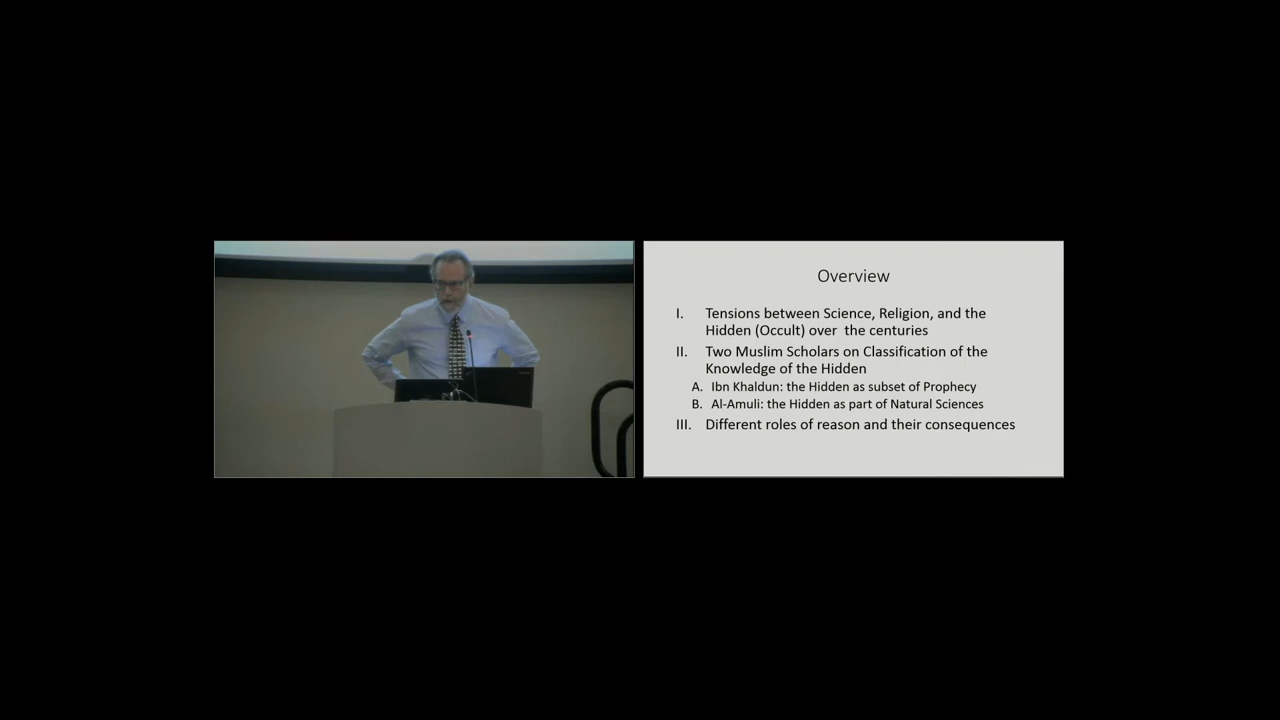 Overview
I. Tensions between Science, Religion, and the
Hidden (Occult) over the centuries
II. Two Muslim Scholars on Classification of the
Knowledge of the Hidden
A. Ibn Khaldun: the Hidden as subset of Prophecy
B. Al-Amuli: the Hidden as part of Natural Sciences
III. Different roles of reason and their consequences